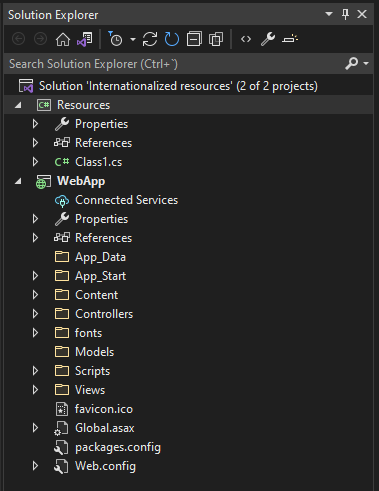 Solution Explorer
Search Solution Explorer (Ctrl+¨)
Solution 'Internationalized resources' (2 of 2 projects)
C# Resources
Properties
References
C# Class1.cs
WebApp
Connected Services
Properties
References
App_Data
App_Start
Content
Controllers
fonts
Models
Scripts
Views
favicon.ico
Global.asax
packages.config
Web.config